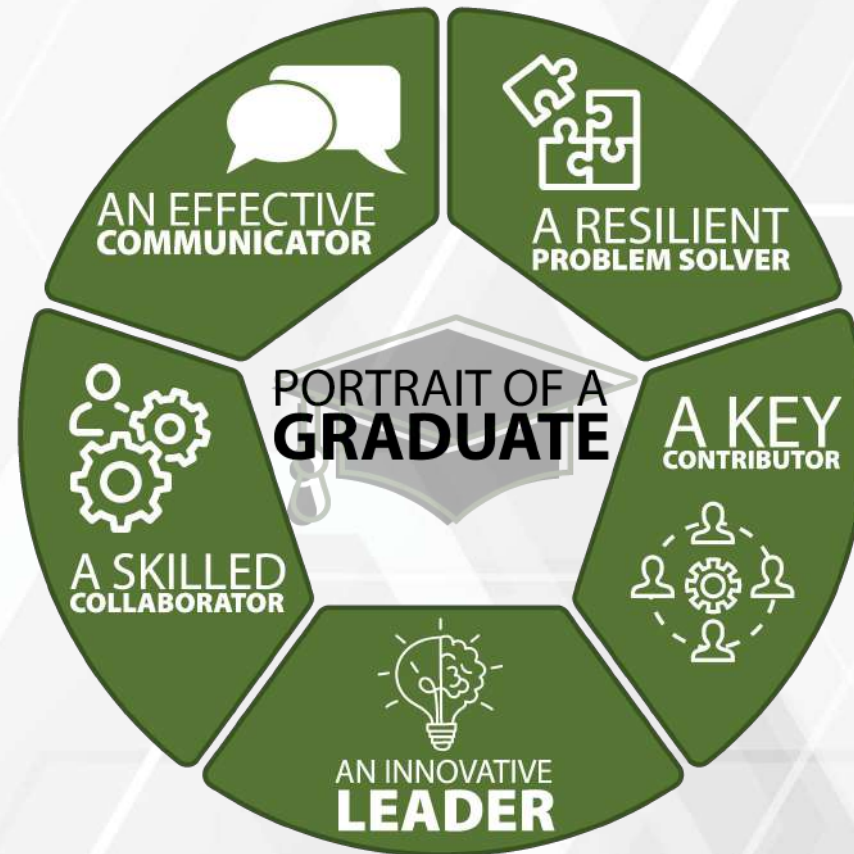 AN EFFECTIVE
COMMUNICATOR
A RESILIENT
PROBLEM SOLVER
PORTRAIT OF A
GRADUATE
A KEY
CONTRIBUTOR
A SKILLED
COLLABORATOR
AN INNOVATIVE
LEADER